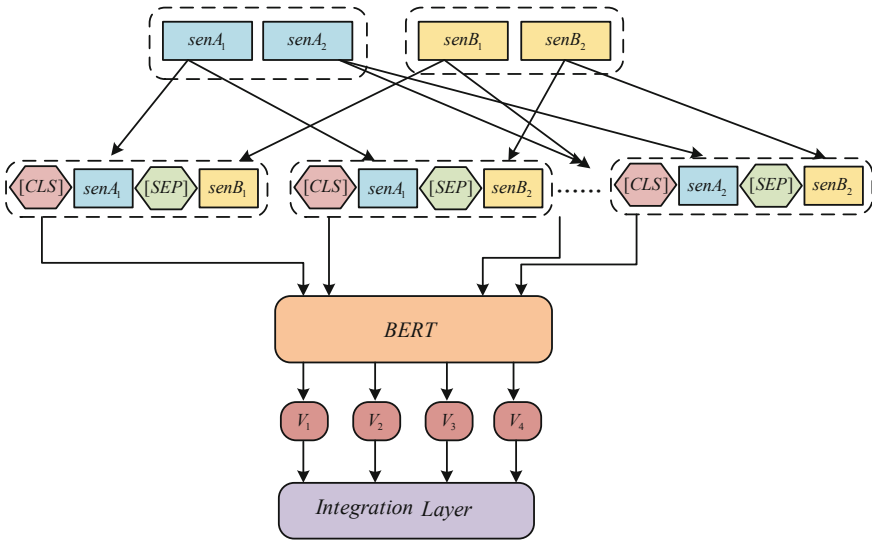 senA₁ senA₂ senB₁ senB₂
[CLS] senA₁ [SEP] senB₁ [CLS] senA₁ [SEP] senB₂ ...... [CLS] senA₂ [SEP] senB₂
BERT
V₁ V₂ V₃ V₄
Integration Layer